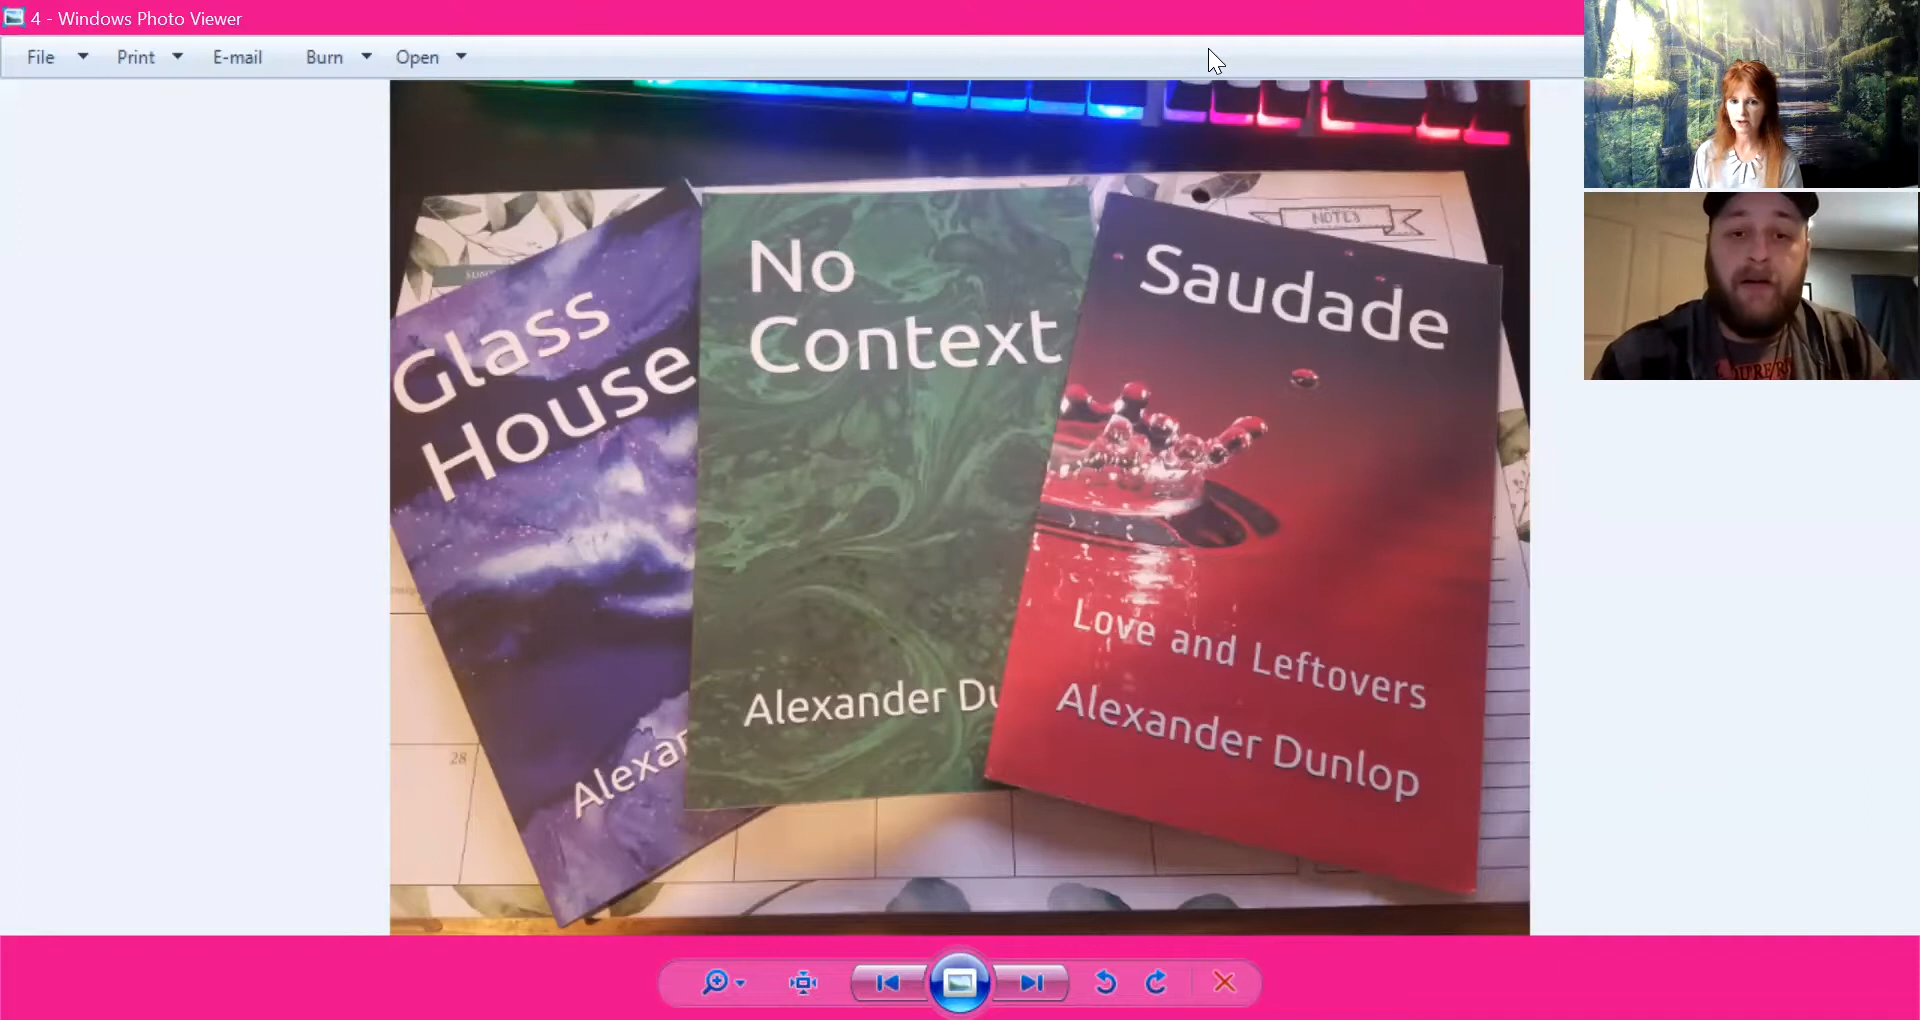 4 - Windows Photo Viewer
File Print E-mail Burn Open
NOTES
Glass
House
Alexan
No
Context
Alexander Du
Saudade
Love and Leftovers
Alexander Dunlop
28